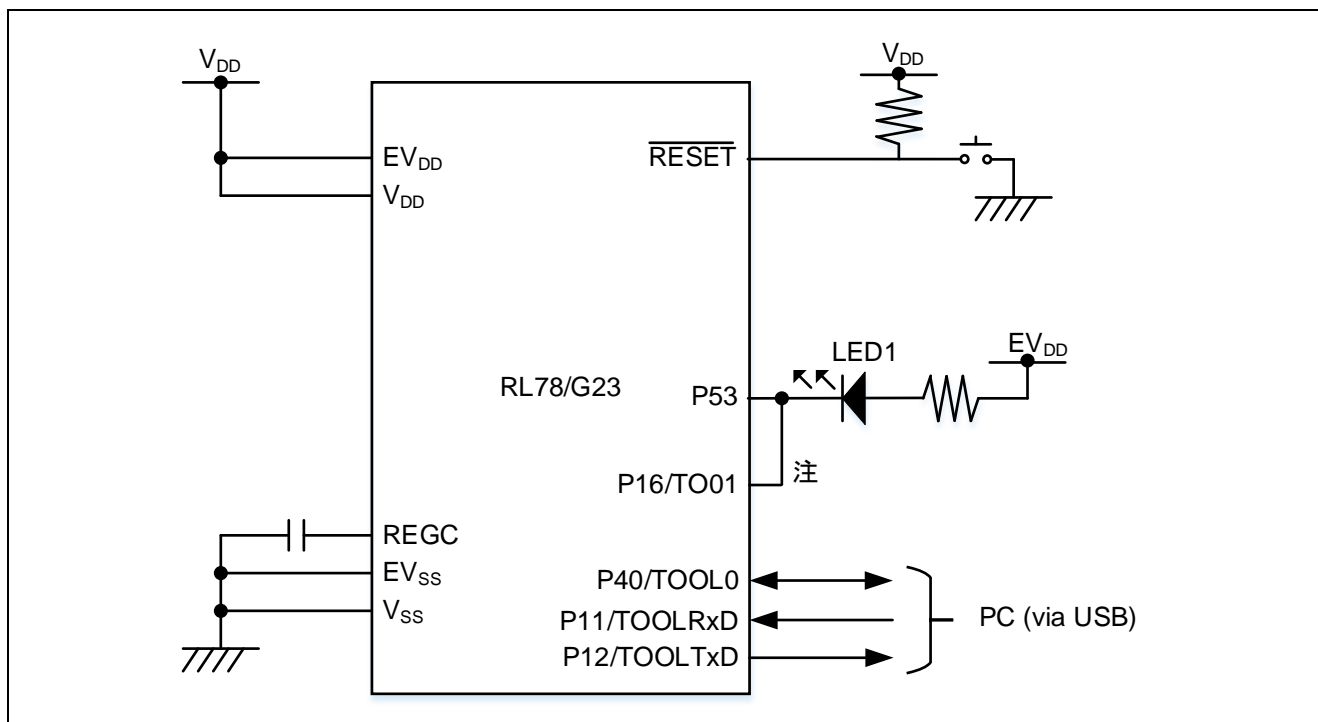 VDD
EVDD
VDD
RESET
VDD
RL78/G23
P53
LED1
EVDD
P16/TO01
注
REGC
EVSS
VSS
P40/TOOL0
P11/TOOLRxD
P12/TOOLTxD
PC (via USB)